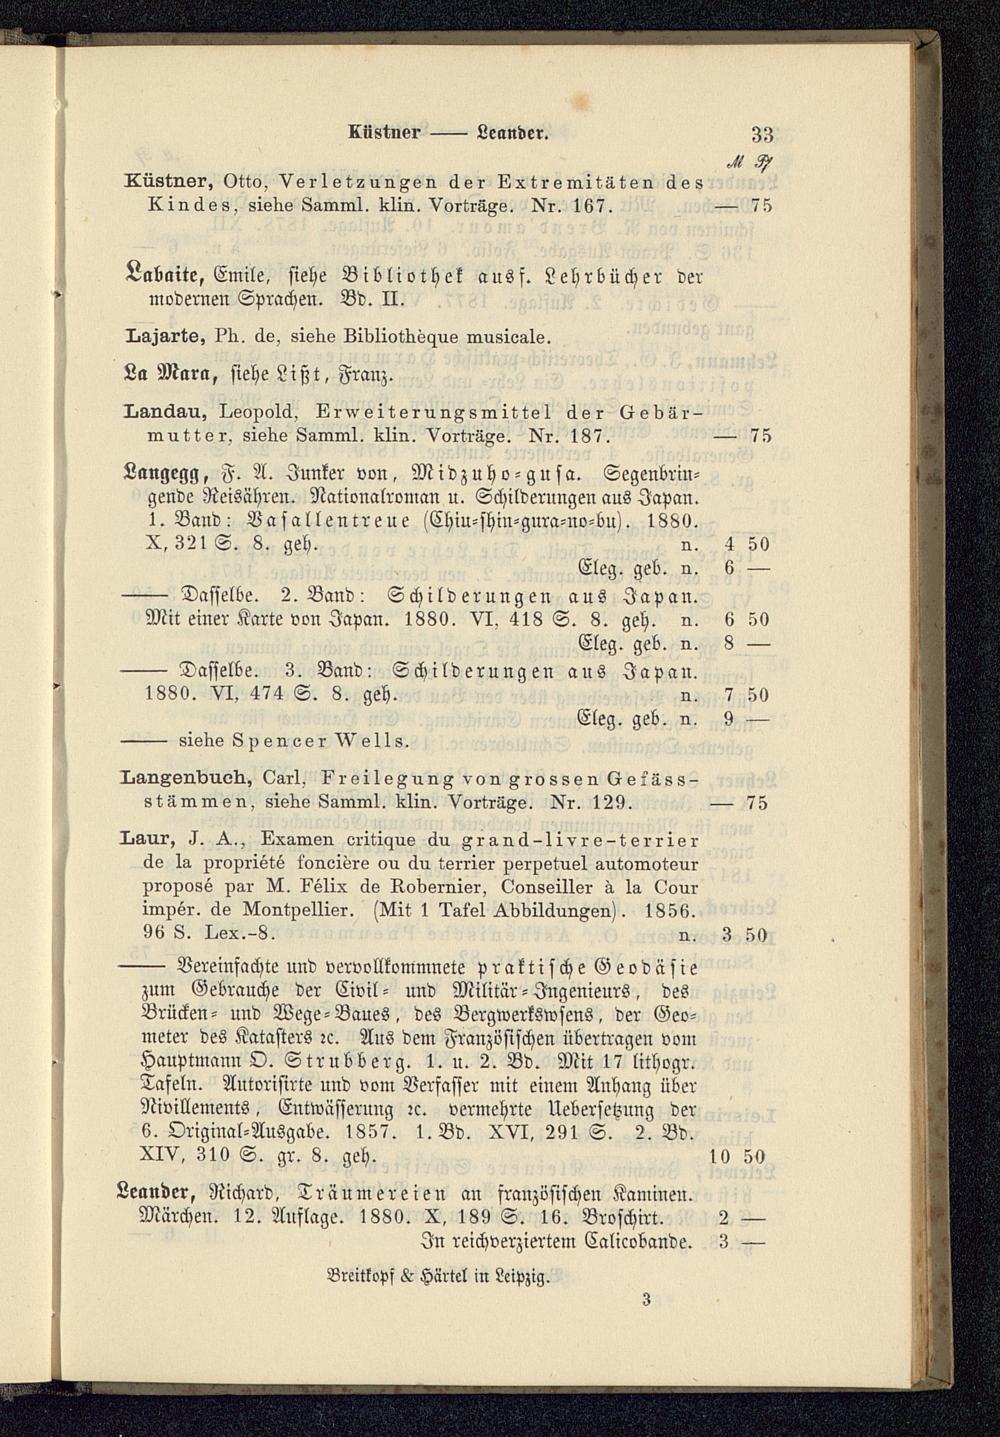 Küstner —— Leander. 33
ℳ ₰
Küstner, Otto, Verletzungen der Extremitäten des
Kindes, siehe Samml. klin. Vorträge. Nr. 167. — 75
Labaite, Emile, siehe Bibliothek ausf. Lehrbücher der
modernen Sprachen. Bd. II.
Lajarte, Ph. de, siehe Bibliothèque musicale.
La Mara, siehe Lißt, Franz.
Landau, Leopold, Erweiterungsmittel der Gebär-
mutter, siehe Samml. klin. Vorträge. Nr. 187. — 75
Langegg, F. A. Junker von, Midzuho-gusa. Segenbrin-
gende Reisähren. Nationalroman u. Schilderungen aus Japan.
1. Band: Vasallentreue (Chiu-shin-gura-no-bu). 1880.
X, 321 S. 8. geh. n. 4 50
Eleg. geb. n. 6 —
—— Dasselbe. 2. Band: Schilderungen aus Japan.
Mit einer Karte von Japan. 1880. VI, 418 S. 8. geh. n. 6 50
Eleg. geb. n. 8 —
—— Dasselbe. 3. Band: Schilderungen aus Japan.
1880. VI, 474 S. 8. geh. n. 7 50
Eleg. geb. n. 9 —
—— siehe Spencer Wells.
Langenbuch, Carl, Freilegung von grossen Gefäss-
stämmen, siehe Samml. klin. Vorträge. Nr. 129. — 75
Laur, J. A., Examen critique du grand-livre-terrier
de la propriété foncière ou du terrier perpetuel automoteur
proposé par M. Félix de Robernier, Conseiller à la Cour
impér. de Montpellier. (Mit 1 Tafel Abbildungen). 1856.
96 S. Lex.-8. n. 3 50
—— Vereinfachte und vervollkommnete praktische Geodäsie
zum Gebrauche der Civil- und Militär-Ingenieurs, des
Brücken- und Wege-Baues, des Bergwerkswsens, der Geo-
meter des Katasters ꝛc. Aus dem Französischen übertragen vom
Hauptmann O. Strubberg. 1. u. 2. Bd. Mit 17 lithogr.
Tafeln. Autorisirte und vom Verfasser mit einem Anhang über
Nivillements, Entwässerung ꝛc. vermehrte Uebersetzung der
6. Original-Ausgabe. 1857. 1. Bd. XVI, 291 S. 2. Bd.
XIV, 310 S. gr. 8. geh. 10 50
Leander, Richard, Träumereien an französischen Kaminen.
Märchen. 12. Auflage. 1880. X, 189 S. 16. Broschirt. 2 —
In reichverziertem Calicobande. 3 —
Breitkopf & Härtel in Leipzig.
3